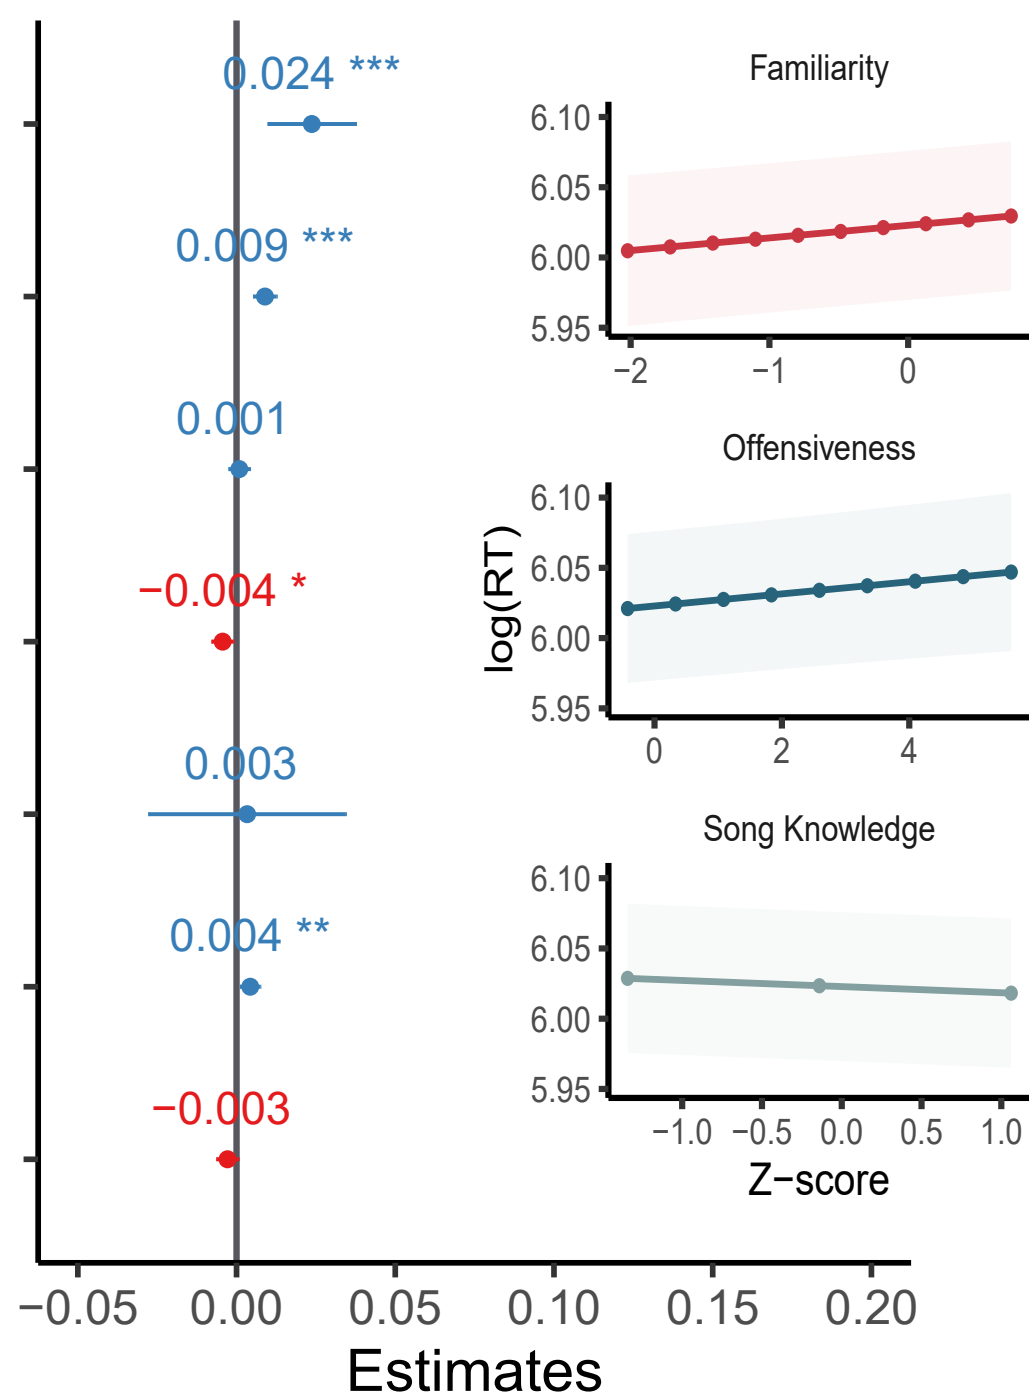 0.024 ***
0.009 ***
0.001
−0.004 *
0.003
0.004 **
−0.003
−0.05 0.00 0.05 0.10 0.15 0.20
Estimates
log(RT)
Familiarity
6.10
6.05
6.00
5.95
−2 −1 0
Offensiveness
6.10
6.05
6.00
5.95
0 2 4
Song Knowledge
6.10
6.05
6.00
5.95
−1.0 −0.5 0.0 0.5 1.0
Z−score